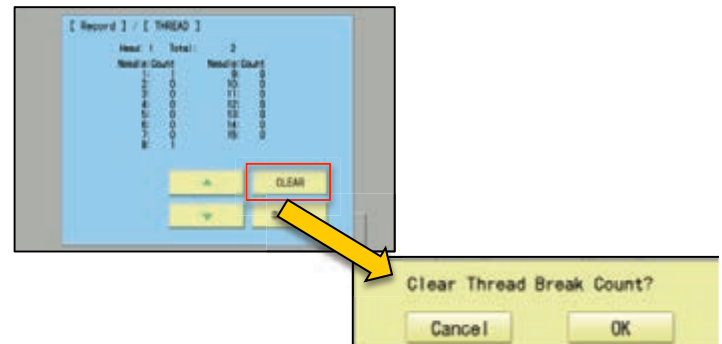 [ Record ] / [ THREAD ]
Head: 1 Total: 2
Needle:Count Needle:Count
1: 1 9: 0
2: 0 10: 0
3: 0 11: 0
4: 0 12: 0
5: 0 13: 0
6: 0 14: 0
7: 0 15: 0
8: 1
CLEAR
Clear Thread Break Count?
Cancel OK